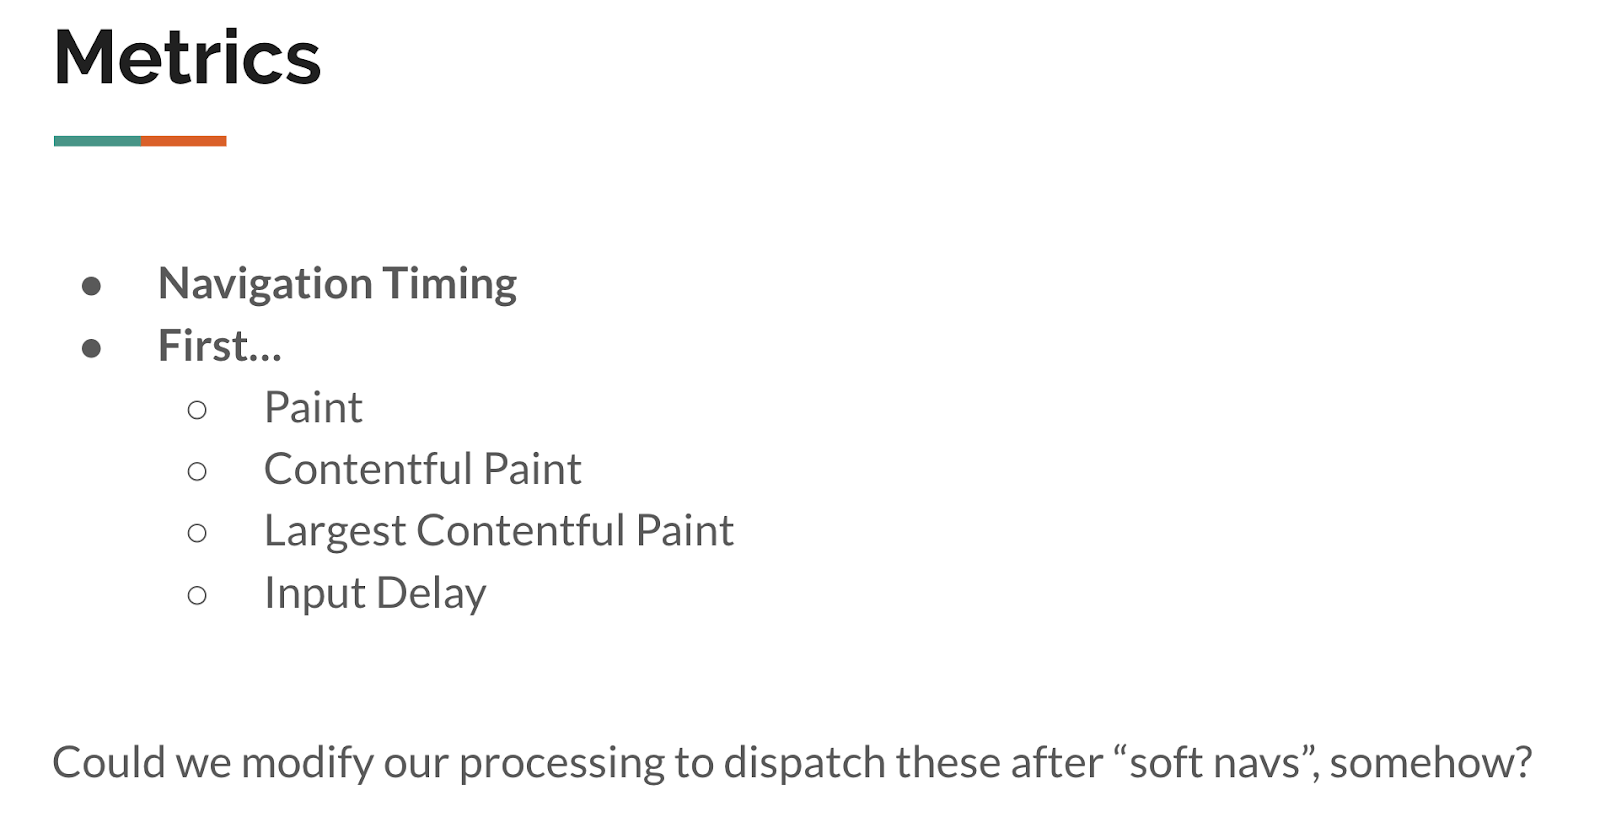 Metrics
● Navigation Timing
● First...
○ Paint
○ Contentful Paint
○ Largest Contentful Paint
○ Input Delay
Could we modify our processing to dispatch these after “soft navs”, somehow?